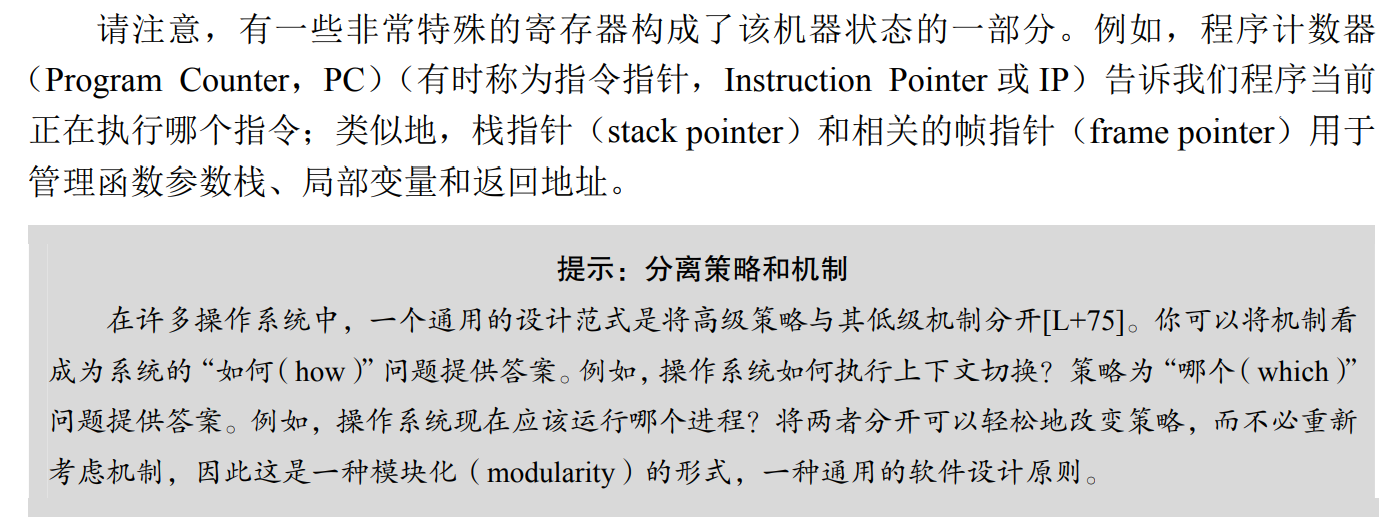 请注意，有一些非常特殊的寄存器构成了该机器状态的一部分。例如，程序计数器
（Program Counter，PC）（有时称为指令指针，Instruction Pointer 或 IP）告诉我们程序当前
正在执行哪个指令；类似地，栈指针（stack pointer）和相关的帧指针（frame pointer）用于
管理函数参数栈、局部变量和返回地址。
提示：分离策略和机制
在许多操作系统中，一个通用的设计范式是将高级策略与其低级机制分开[L+75]。你可以将机制看
成为系统的“如何（how）”问题提供答案。例如，操作系统如何执行上下文切换？策略为“哪个（which）”
问题提供答案。例如，操作系统现在应该运行哪个进程？将两者分开可以轻松地改变策略，而不必重新
考虑机制，因此这是一种模块化（modularity）的形式，一种通用的软件设计原则。